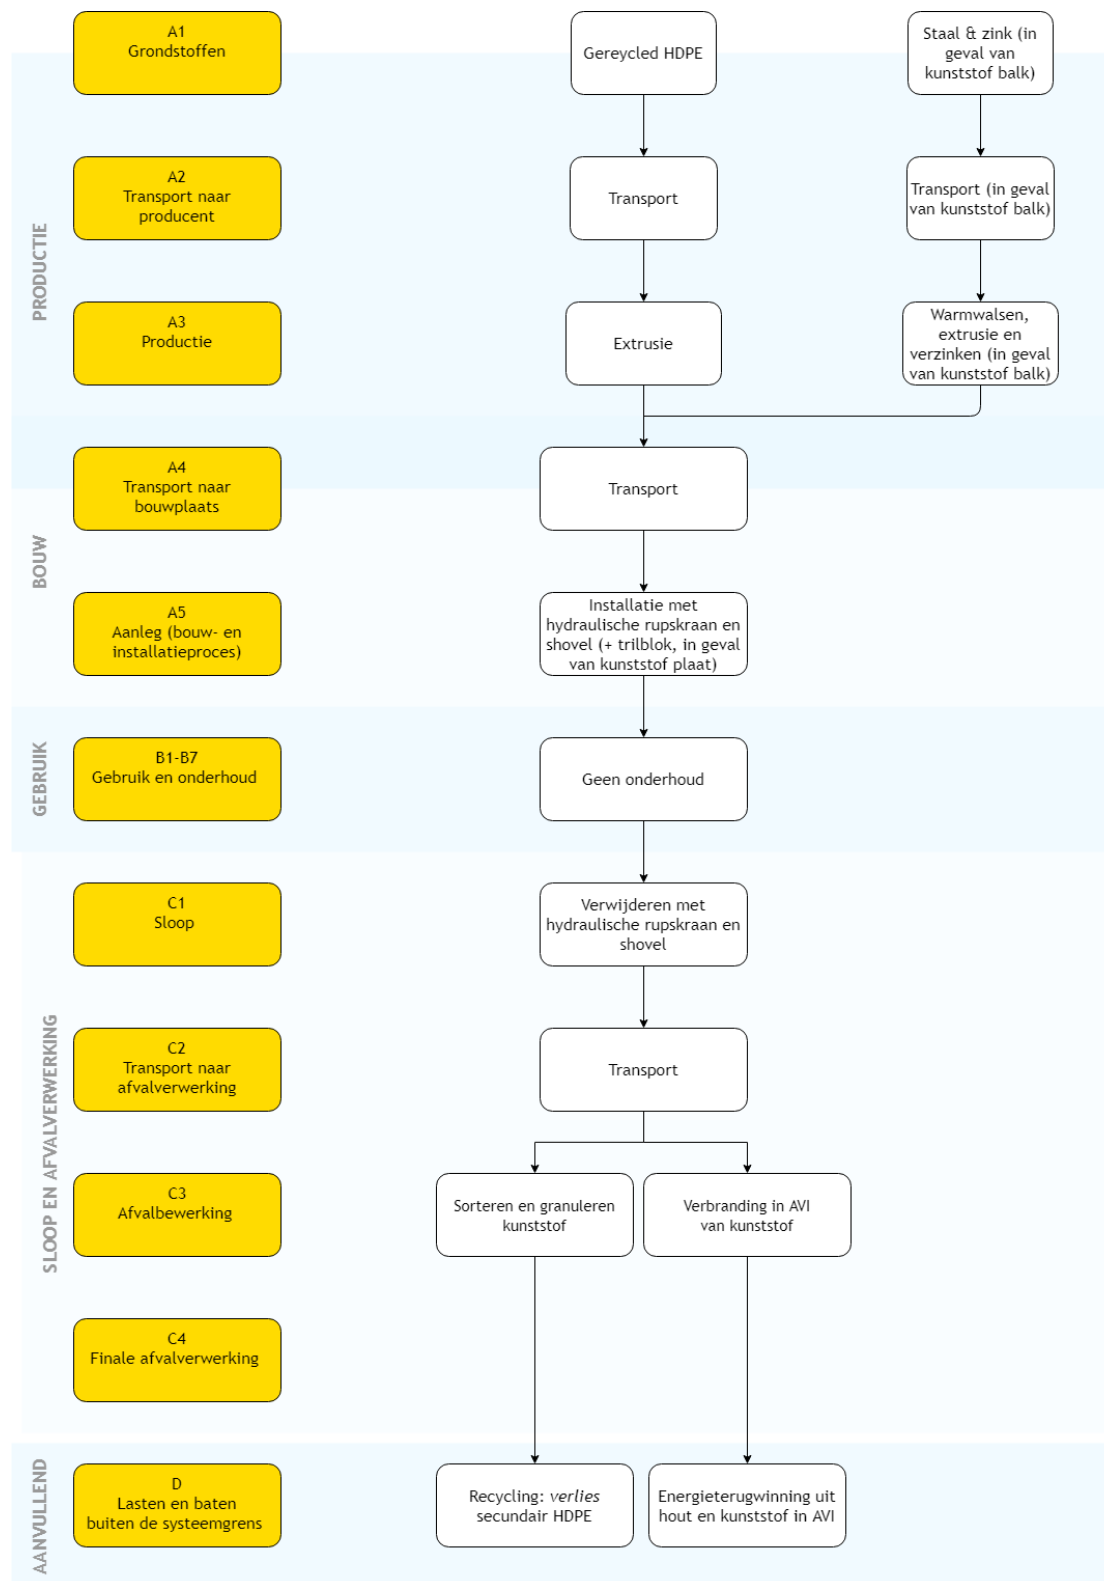 A1
Grondstoffen
Gereycled HDPE
Staal & zink (in
geval van
kunststof balk)
PRODUCTIE
A2
Transport naar
producent
Transport
Transport (in geval
van kunststof balk)
A3
Productie
Extrusie
Warmwalsen,
extrusie en
verzinken (in geval
van kunststof balk)
BOUW
A4
Transport naar
bouwplaats
Transport
A5
Aanleg (bouw- en
installatieproces)
Installatie met
hydraulische rupskraan en
shovel (+ trilblok, in geval
van kunststof plaat)
GEBRUIK
B1-B7
Gebruik en onderhoud
Geen onderhoud
SLOOP EN AFVALVERWERKING
C1
Sloop
Verwijderen met
hydraulische rupskraan en
shovel
C2
Transport naar
afvalverwerking
Transport
C3
Afvalbewerking
Sorteren en granuleren
kunststof
Verbranding in AVI
van kunststof
C4
Finale afvalverwerking
AANVULLEND
D
Lasten en baten
buiten de systeemgrens
Recycling: verlies
secundair HDPE
Energieterugwinning uit
hout en kunststof in AVI